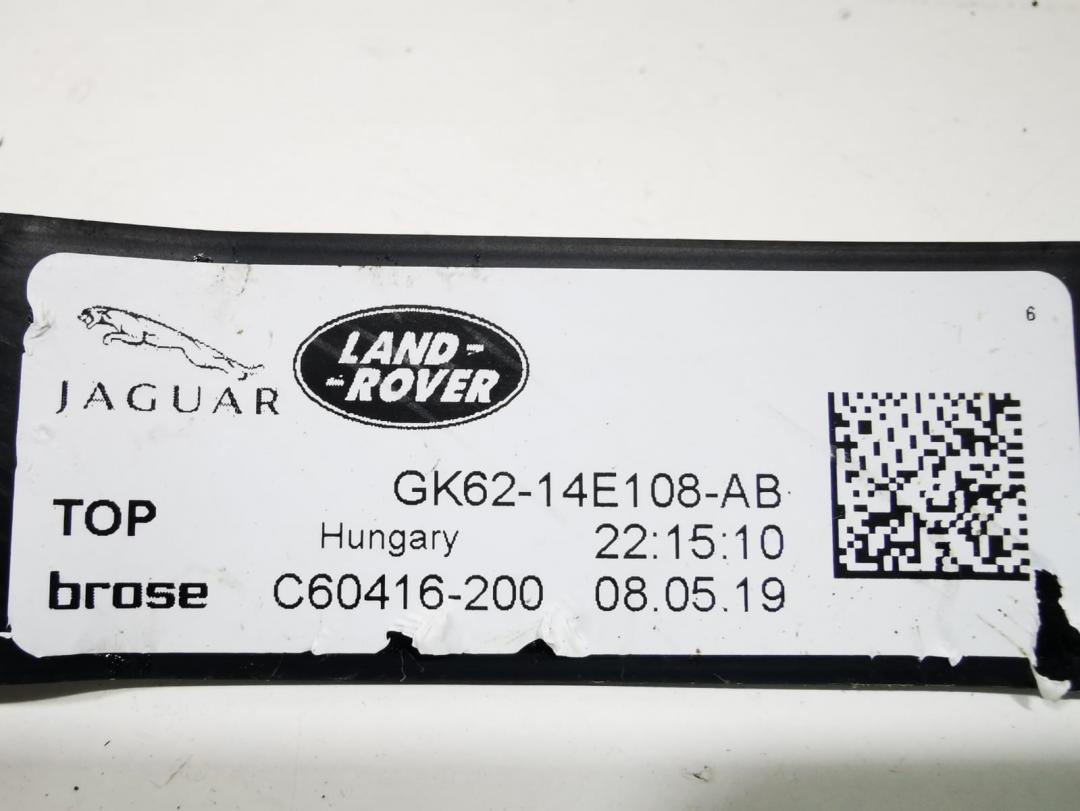 6
JAGUAR
LAND-
-ROVER
GK62-14E108-AB
TOP
Hungary 22:15:10
brose C60416-200 08.05.19